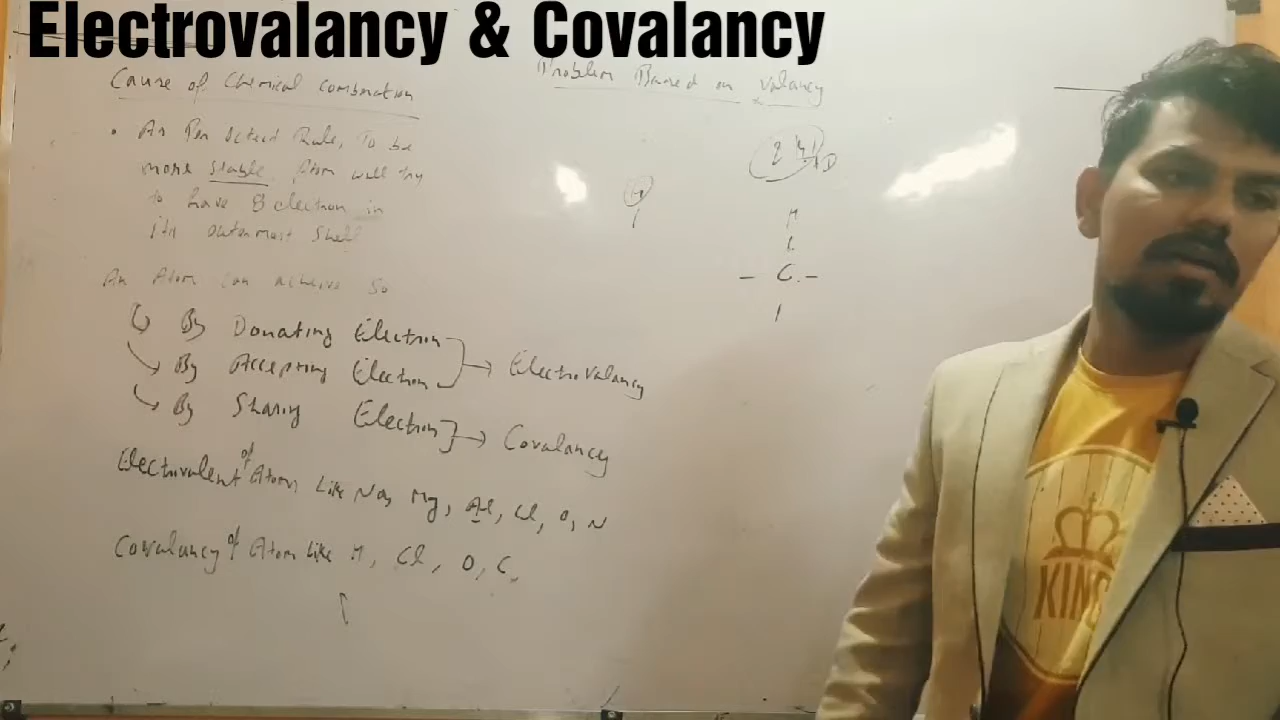 Electrovalancy & Covalancy
Cause of Chemical combination
Problem Based on Valancy
• As Per Octect Rule, To be
more stable Atom will try
to have 8 electron in
its outermost shell
H
C
An Atom can achieve so
By Donating Electron
By Accepting Electron → ElectroValancy
By Sharing Electron → Covalancy
Electrovalent of Atom Like Na, Mg, Al, Cl, O, N
Covalancy of Atom Like H, Cl, O, C,
KING